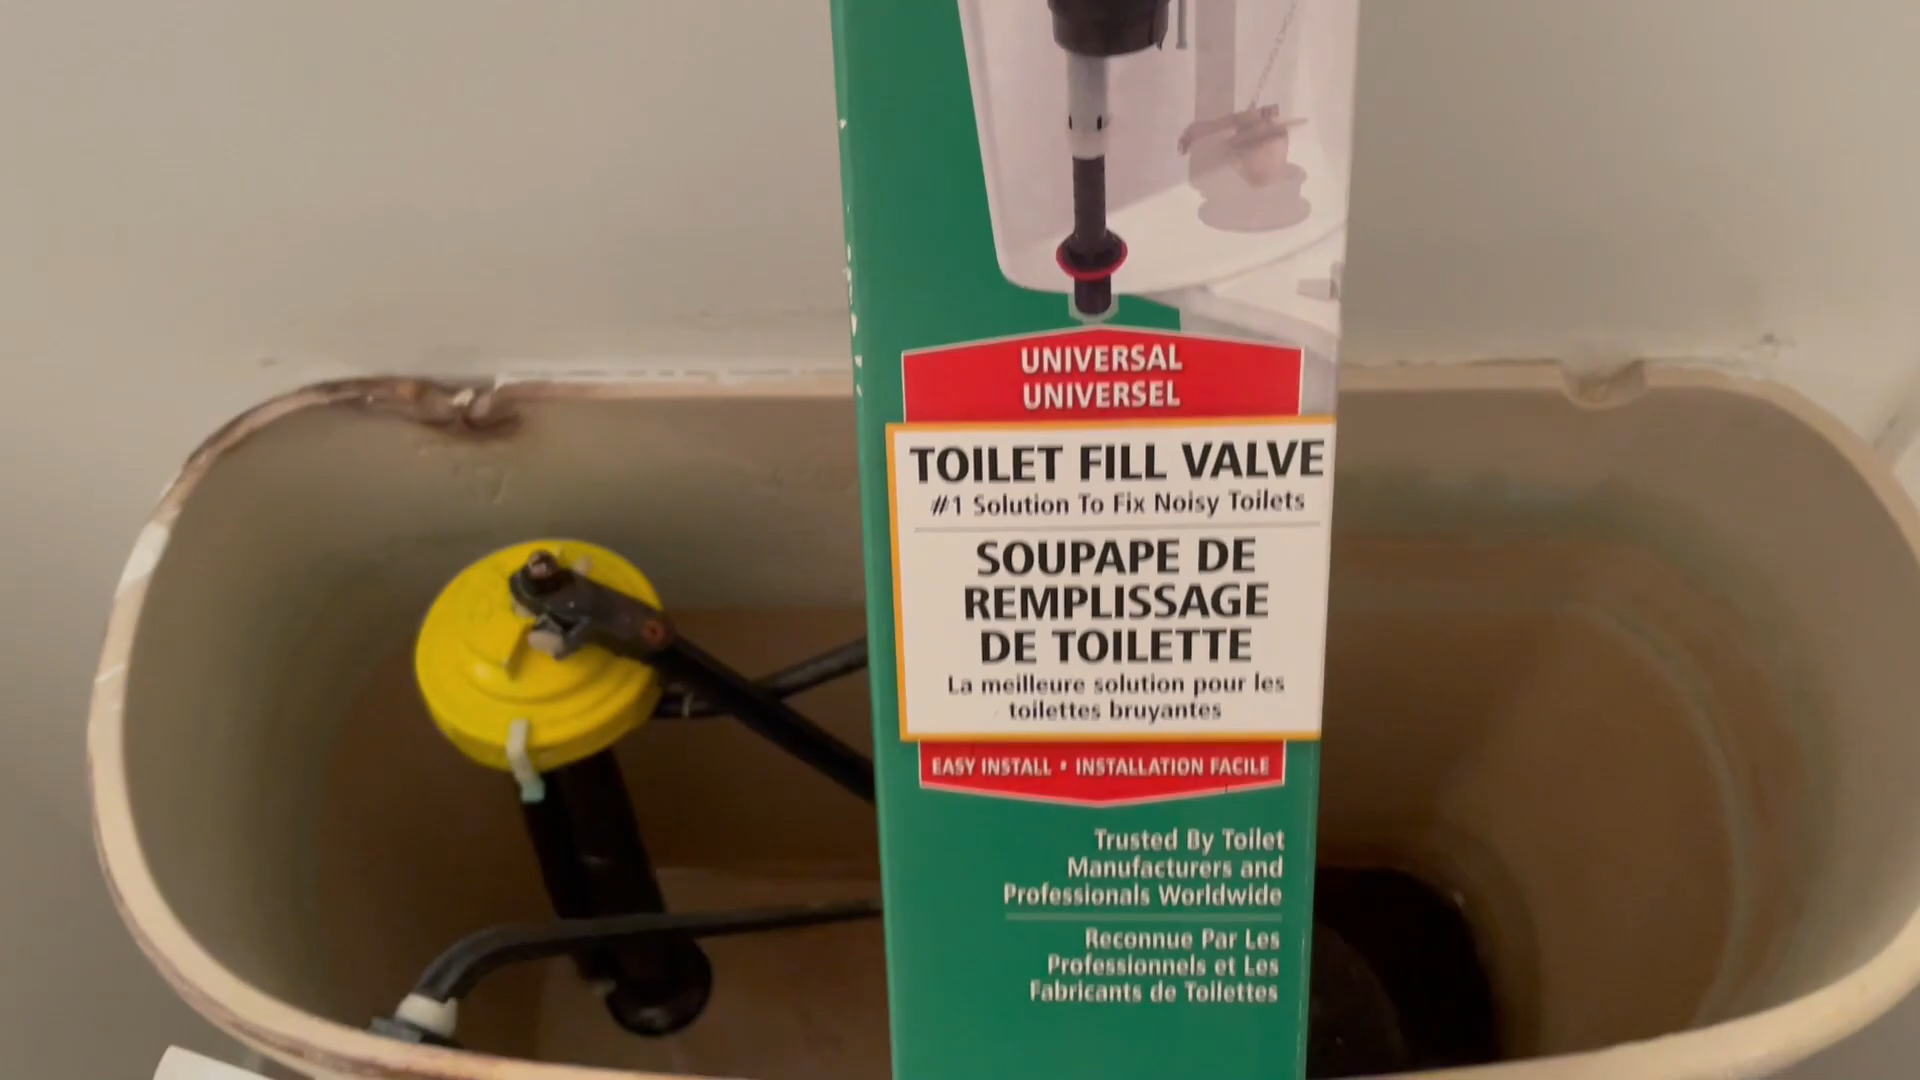 UNIVERSAL
UNIVERSEL
TOILET FILL VALVE
#1 Solution To Fix Noisy Toilets
SOUPAPE DE
REMPLISSAGE
DE TOILETTE
La meilleure solution pour les
toilettes bruyantes
EASY INSTALL • INSTALLATION FACILE
Trusted By Toilet
Manufacturers and
Professionals Worldwide
Reconnue Par Les
Professionnels et Les
Fabricants de Toilettes